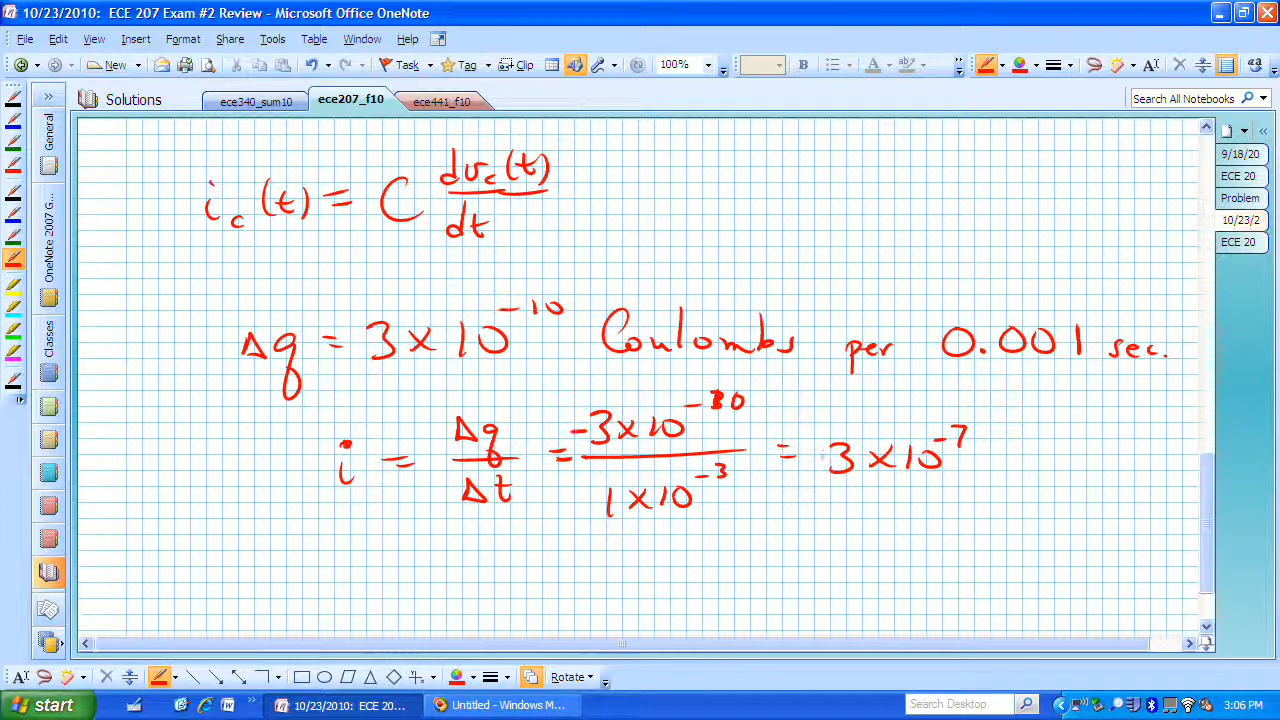 10/23/2010: ECE 207 Exam #2 Review - Microsoft Office OneNote
File Edit View Insert Format Share Tools Table Window Help
New Task Tag Clip 100% B
Solutions ece340_sum10 ece207_f10 ece441_f10 Search All Notebooks
General
OneNote 2007 G
Classes
9/18/20
ECE 20
Problem
10/23/2
ECE 20
i_c(t) = C dv_c(t)/dt
Δq = 3 × 10^-10 Coulombs per 0.001 sec.
i = Δq/Δt = -3×10^-30/1×10^-3 = 3×10^-7
A Rotate
start 10/23/2010: ECE 20... Untitled - Windows M... Search Desktop 3:06 PM